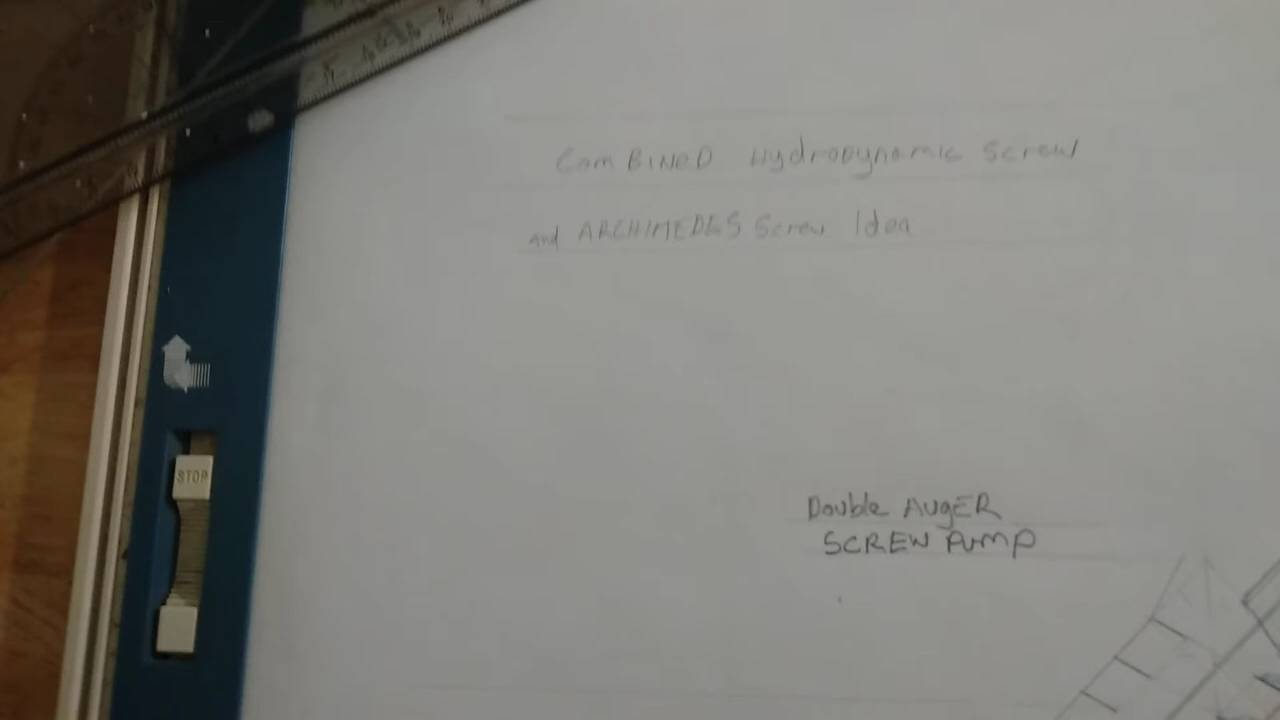 ComBINeD HydroDynamic Screw
and ARCHIMEDES Screw Idea
STOP
Double AugER
SCREW PUMP